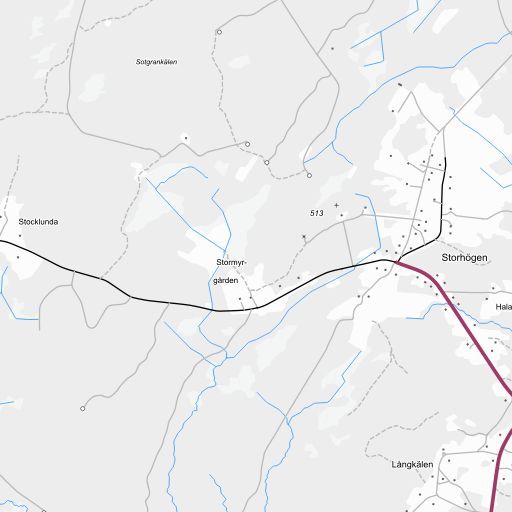 Sotgrankälen
513
Stocklunda
Stormyr-
gården
Storhögen
Hala
Långkälen